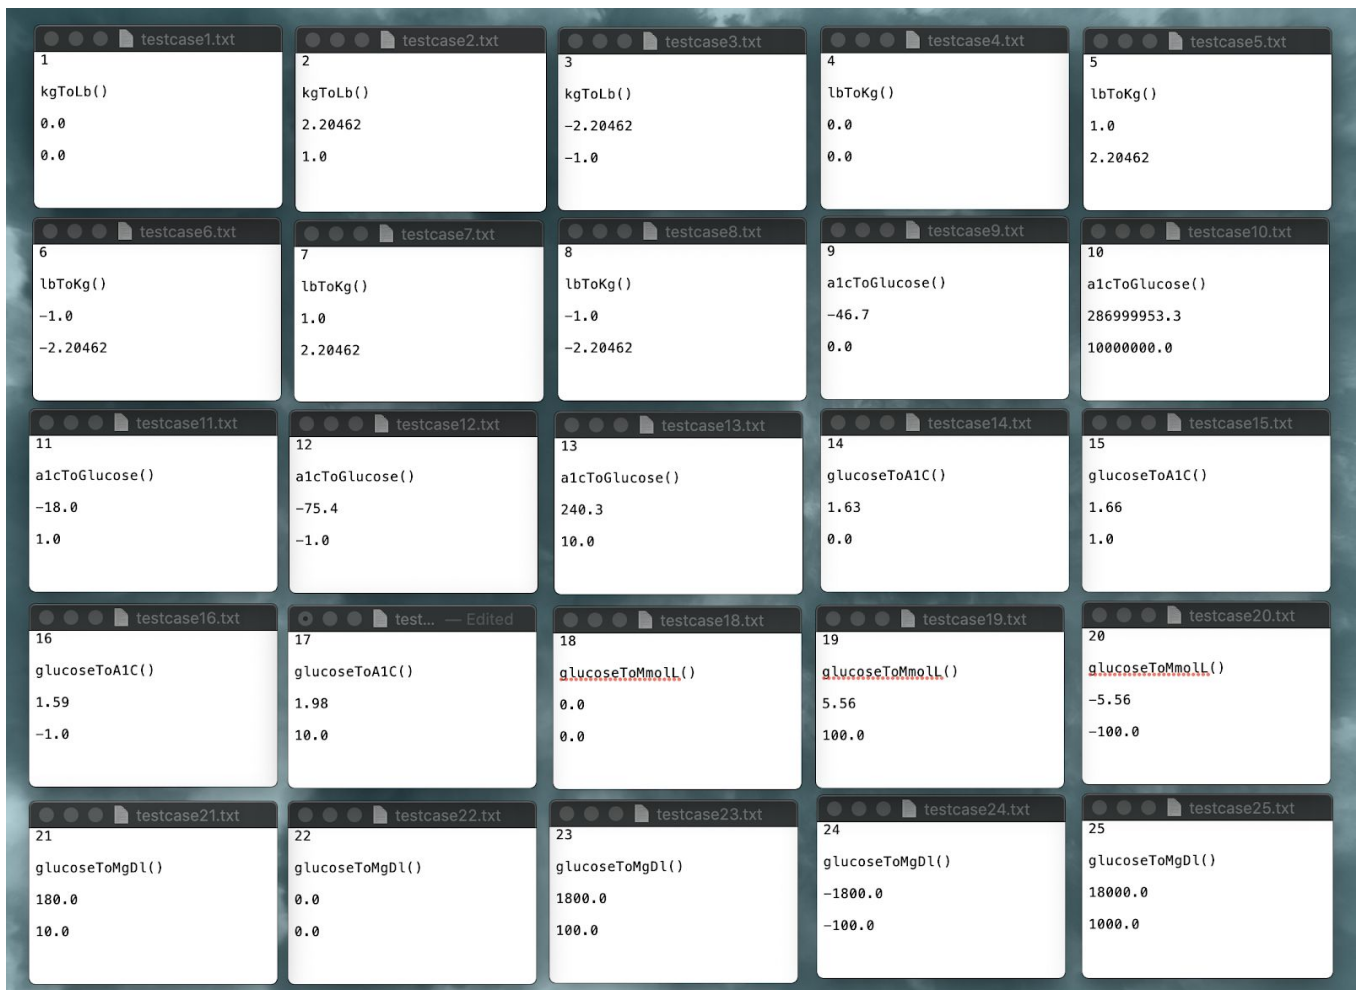 testcase1.txt
1
kgToLb()
0.0
0.0
testcase2.txt
2
kgToLb()
2.20462
1.0
testcase3.txt
3
kgToLb()
-2.20462
-1.0
testcase4.txt
4
lbToKg()
0.0
0.0
testcase5.txt
5
lbToKg()
1.0
2.20462
testcase6.txt
6
lbToKg()
-1.0
-2.20462
testcase7.txt
7
lbToKg()
1.0
2.20462
testcase8.txt
8
lbToKg()
-1.0
-2.20462
testcase9.txt
9
a1cToGlucose()
-46.7
0.0
testcase10.txt
10
a1cToGlucose()
286999953.3
10000000.0
testcase11.txt
11
a1cToGlucose()
-18.0
1.0
testcase12.txt
12
a1cToGlucose()
-75.4
-1.0
testcase13.txt
13
a1cToGlucose()
240.3
10.0
testcase14.txt
14
glucoseToA1C()
1.63
0.0
testcase15.txt
15
glucoseToA1C()
1.66
1.0
testcase16.txt
16
glucoseToA1C()
1.59
-1.0
test... — Edited
17
glucoseToA1C()
1.98
10.0
testcase18.txt
18
glucoseToMmolL()
0.0
0.0
testcase19.txt
19
glucoseToMmolL()
5.56
100.0
testcase20.txt
20
glucoseToMmolL()
-5.56
-100.0
testcase21.txt
21
glucoseToMgDl()
180.0
10.0
testcase22.txt
22
glucoseToMgDl()
0.0
0.0
testcase23.txt
23
glucoseToMgDl()
1800.0
100.0
testcase24.txt
24
glucoseToMgDl()
-1800.0
-100.0
testcase25.txt
25
glucoseToMgDl()
18000.0
1000.0